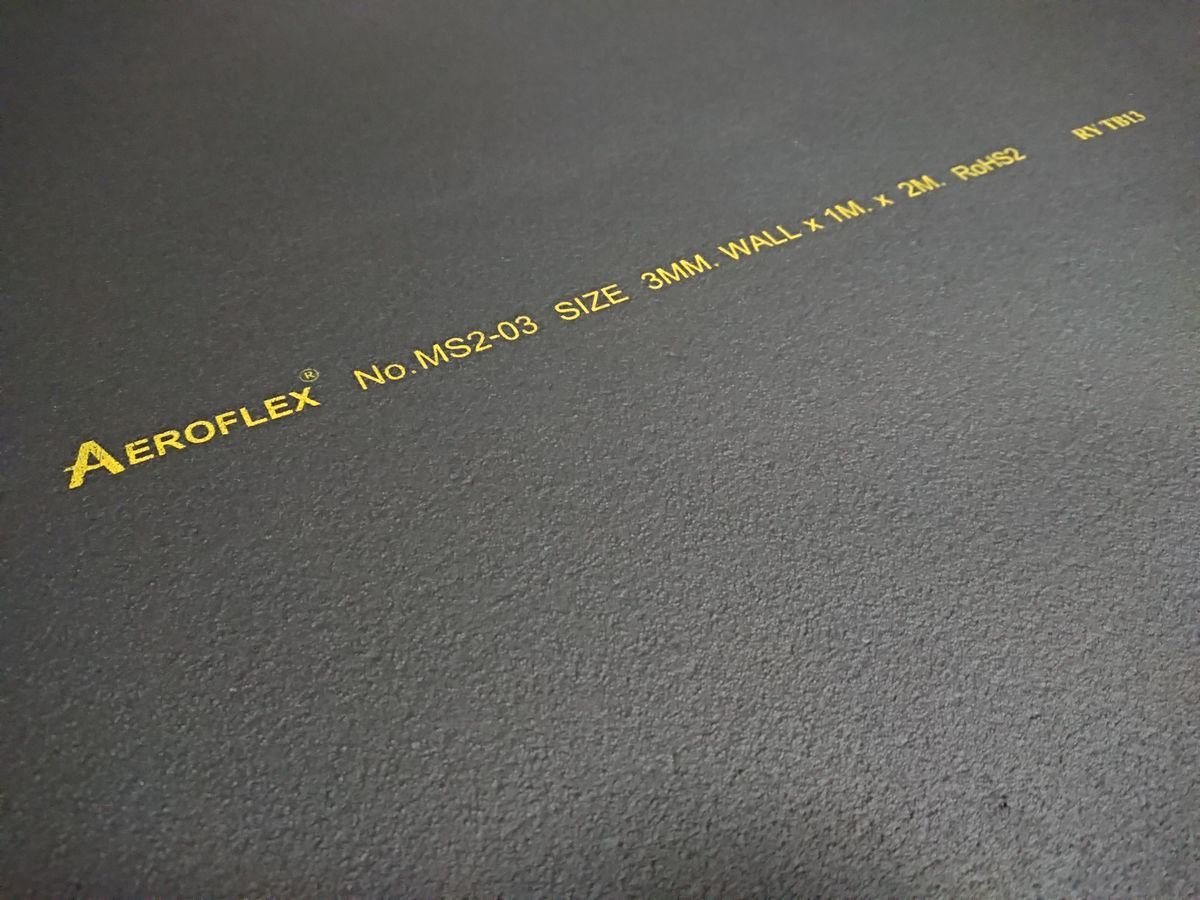 AEROFLEX® No.MS2-03 SIZE 3MM. WALL x 1M. x 2M. RoHS2 RY TB13